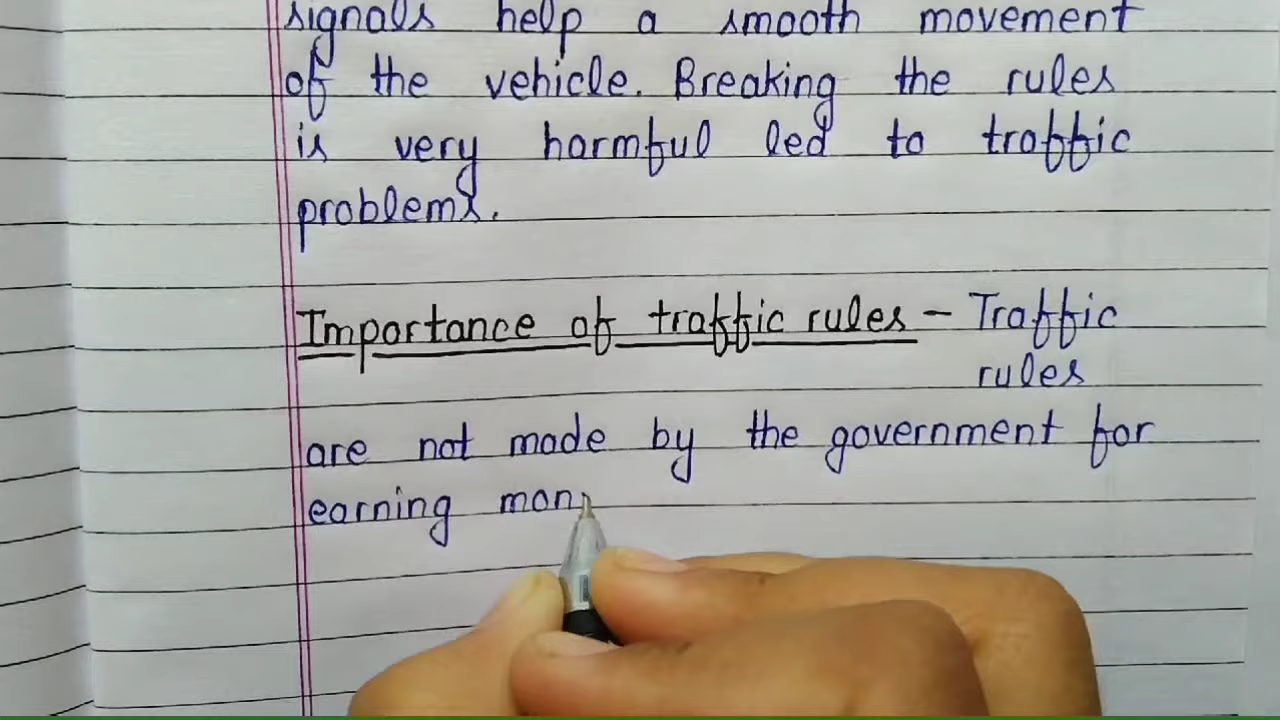 signals help a smooth movement
of the vehicle. Breaking the rules
is very harmful led to traffic
problems.
Importance of traffic rules - Traffic
rules
are not made by the government for
earning mon